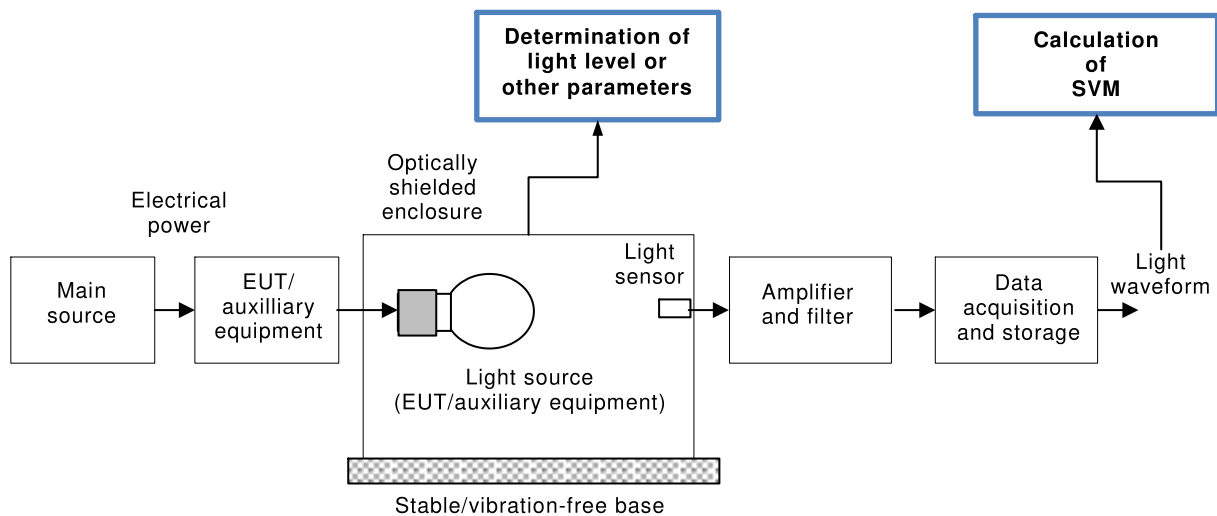 Determination of
light level or
other parameters
Calculation
of
SVM
Optically
shielded
enclosure
Electrical
power
Light
sensor
Main
source
EUT/
auxilliary
equipment
Amplifier
and filter
Data
acquisition
and storage
Light
waveform
Light source
(EUT/auxiliary equipment)
Stable/vibration-free base